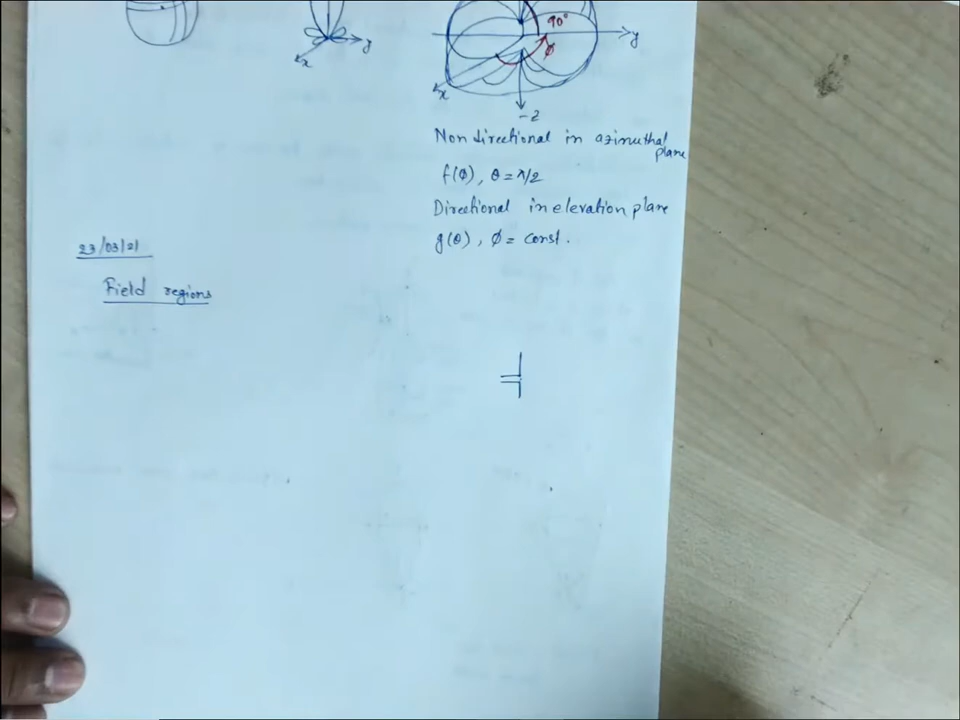 y
x
90°
y
φ
x
-z
Non directional in azimuthal
plane
f(φ), θ = π/2
Directional in elevation plane
g(θ), φ = const.
23/03/21
Field regions